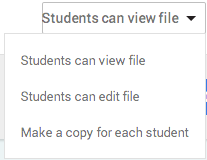 Students can view file
Students can view file
Students can edit file
Make a copy for each student